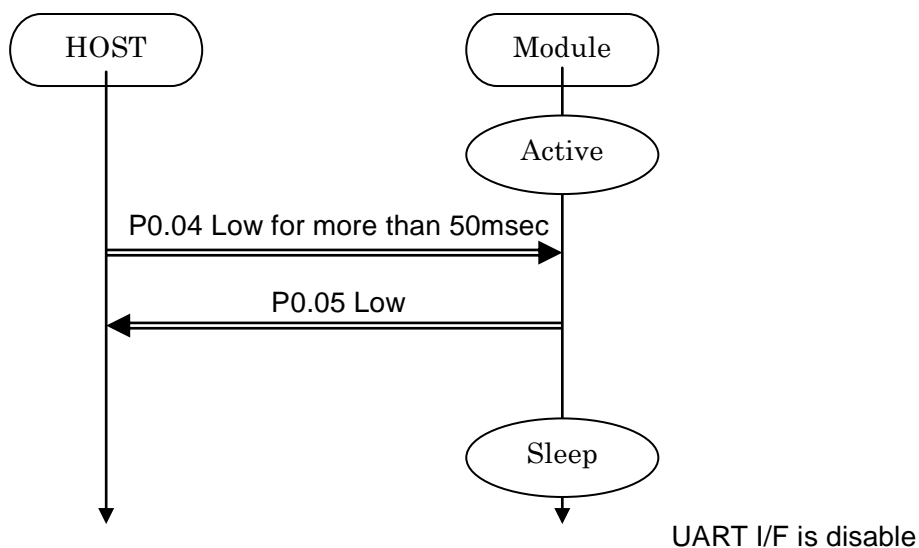 HOST
Module
Active
P0.04 Low for more than 50msec
P0.05 Low
Sleep
UART I/F is disable